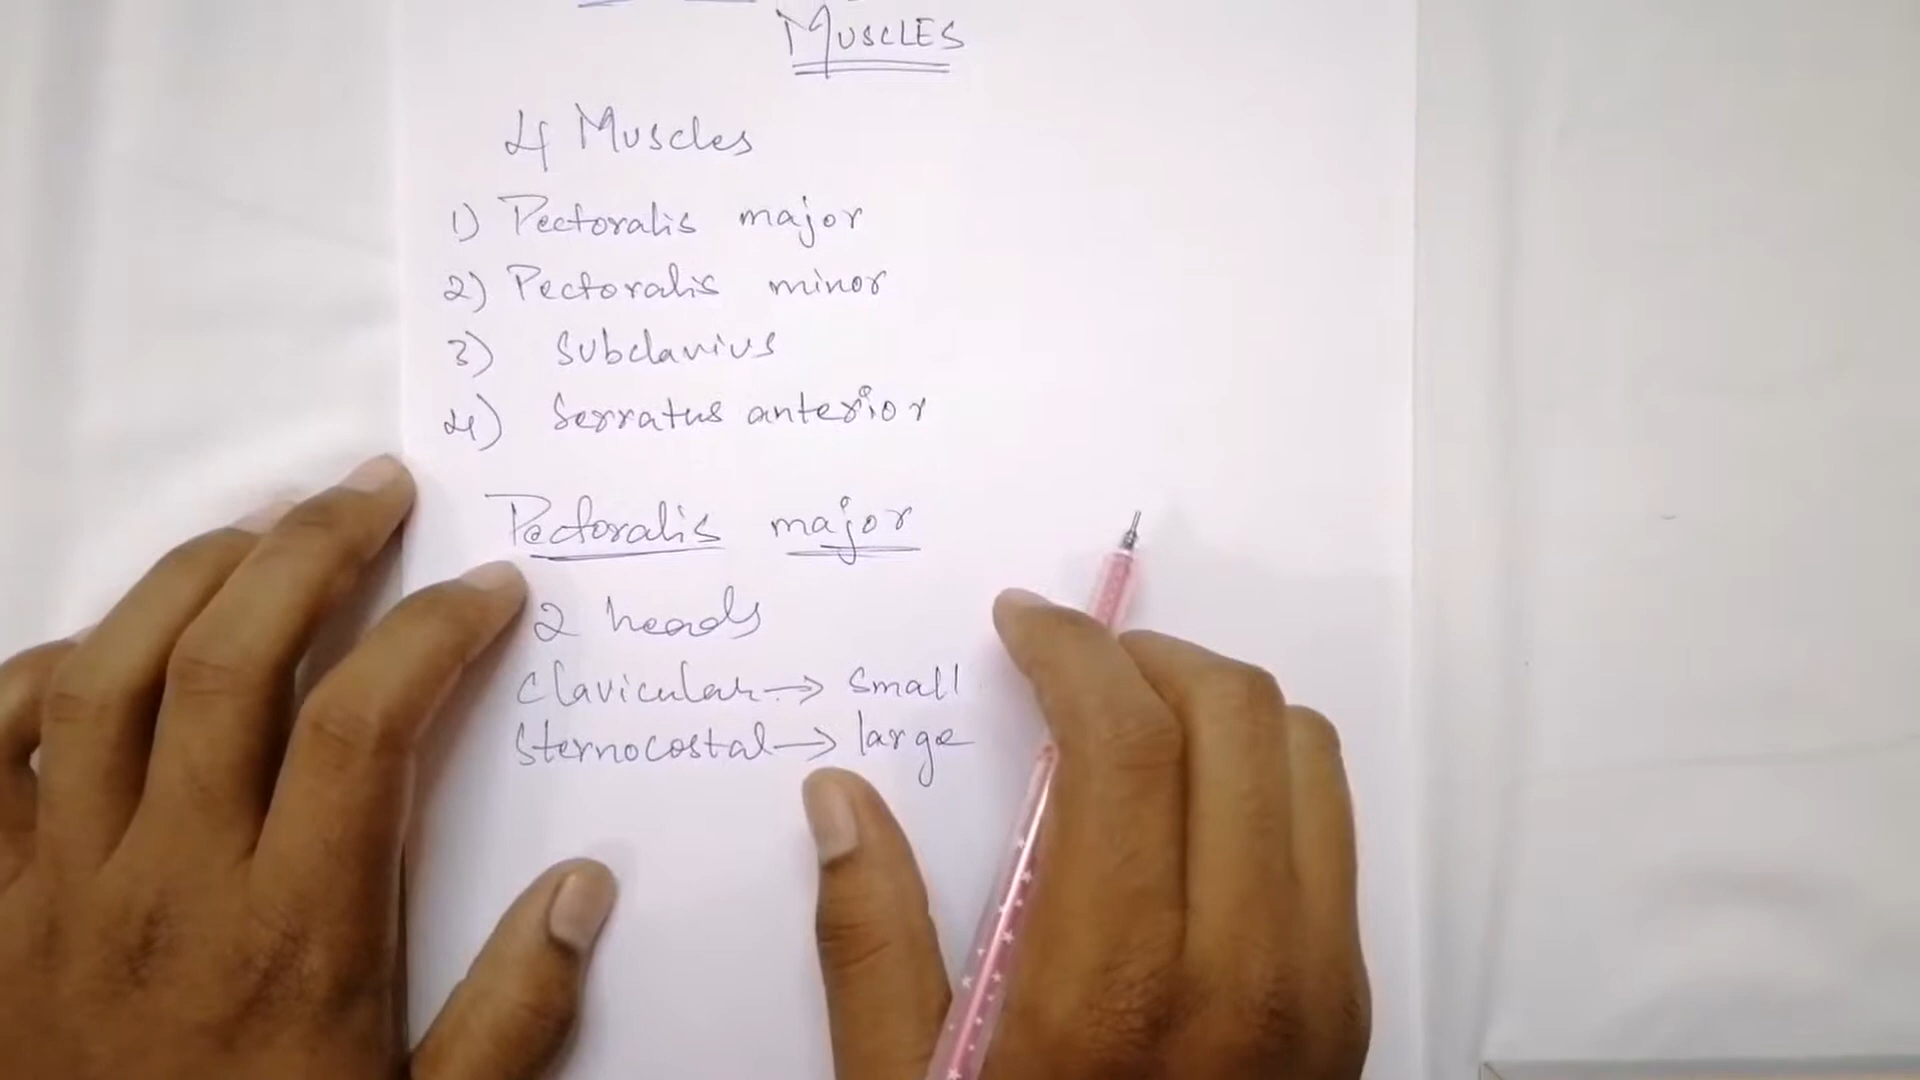 MUSCLES
4 Muscles
1) Pectoralis major
2) Pectoralis minor
3) Subclavius
4) Serratus anterior
Pectoralis major
2 heads
Clavicular → Small
Sternocostal → large